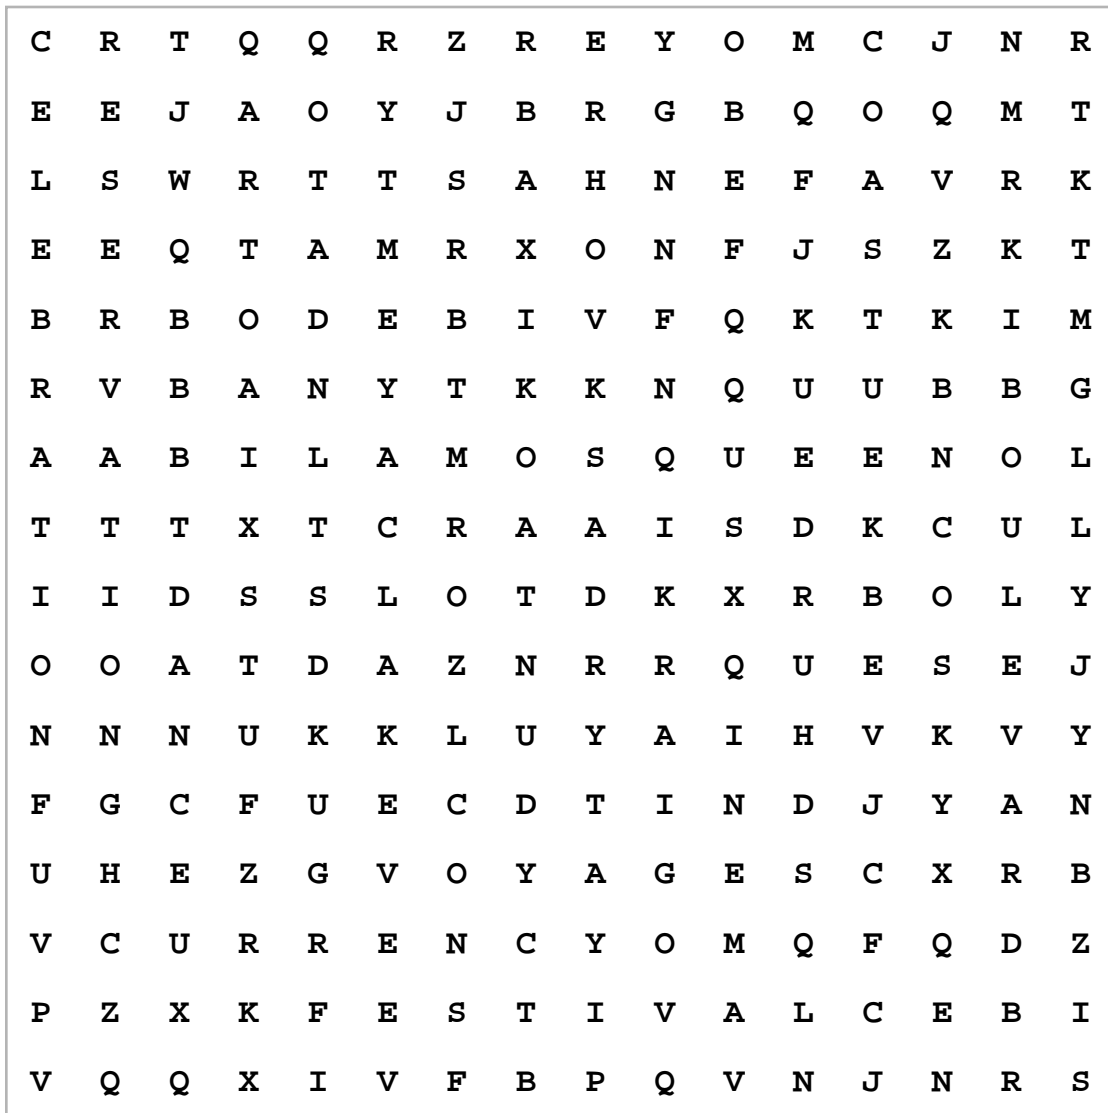 C R T Q Q R Z R E Y O M C J N R
E E J A O Y J B R G B Q O Q M T
L S W R T T S A H N E F A V R K
E E Q T A M R X O N F J S Z K T
B R B O D E B I V F Q K T K I M
R V B A N Y T K K N Q U U B B G
A A B I L A M O S Q U E E N O L
T T T X T C R A A I S D K C U L
I I D S S L O T D K X R B O L Y
O O A T D A Z N R R Q U E S E J
N N N U K K L U Y A I H V K V Y
F G C F U E C D T I N D J Y A N
U H E Z G V O Y A G E S C X R B
V C U R R E N C Y O M Q F Q D Z
P Z X K F E S T I V A L C E B I
V Q Q X I V F B P Q V N J N R S